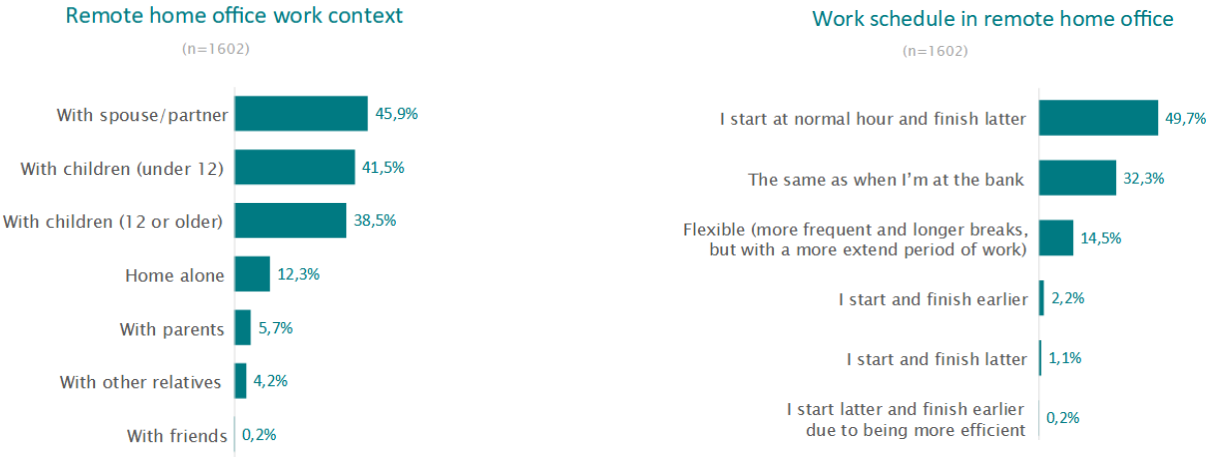 Remote home office work context
(n=1602)
With spouse/partner 45,9%
With children (under 12) 41,5%
With children (12 or older) 38,5%
Home alone 12,3%
With parents 5,7%
With other relatives 4,2%
With friends 0,2%
Work schedule in remote home office
(n=1602)
I start at normal hour and finish latter 49,7%
The same as when I'm at the bank 32,3%
Flexible (more frequent and longer breaks,
but with a more extend period of work) 14,5%
I start and finish earlier 2,2%
I start and finish latter 1,1%
I start latter and finish earlier
due to being more efficient 0,2%